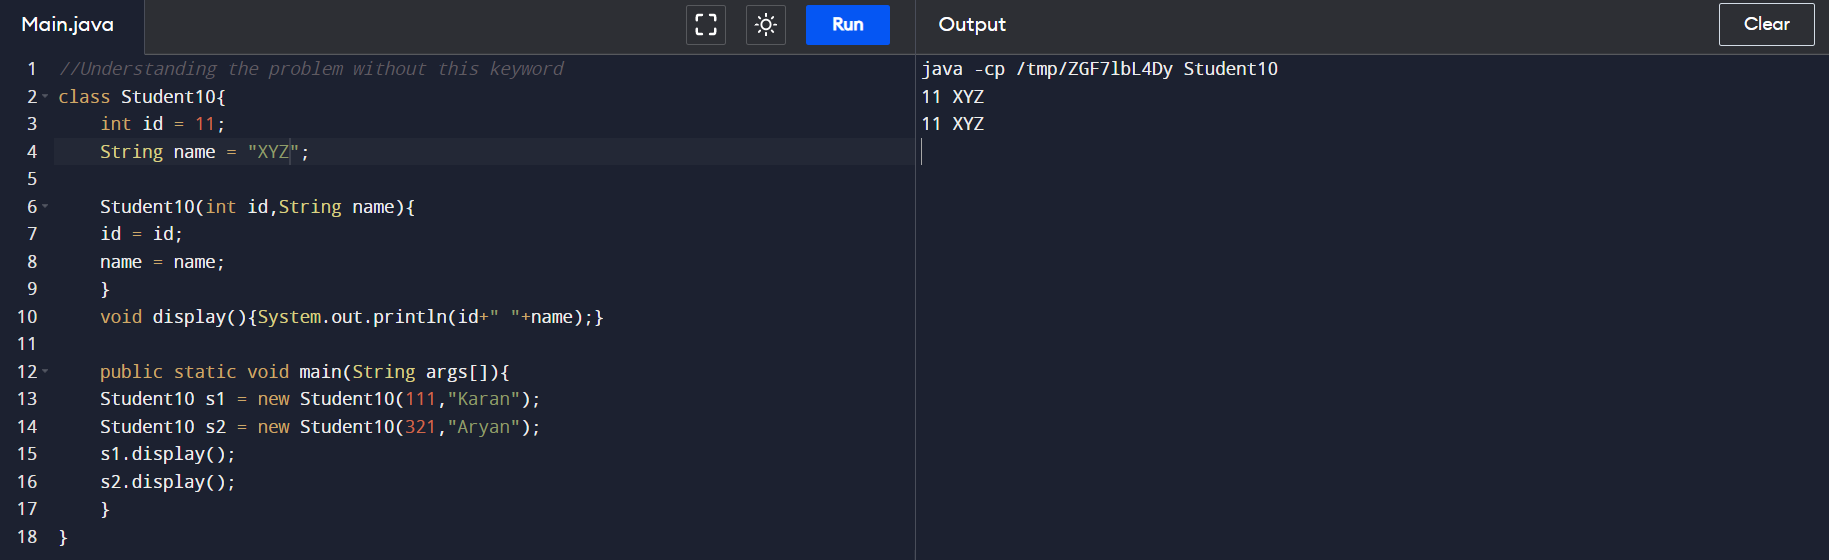 Main.java
Run
1 //Understanding the problem without this keyword
2 class Student10{
3     int id = 11;
4     String name = "XYZ";
5
6     Student10(int id,String name){
7     id = id;
8     name = name;
9     }
10     void display(){System.out.println(id+" "+name);}
11
12     public static void main(String args[]){
13     Student10 s1 = new Student10(111,"Karan");
14     Student10 s2 = new Student10(321,"Aryan");
15     s1.display();
16     s2.display();
17     }
18 }
Output
Clear
java -cp /tmp/ZGF7lbL4Dy Student10
11 XYZ
11 XYZ